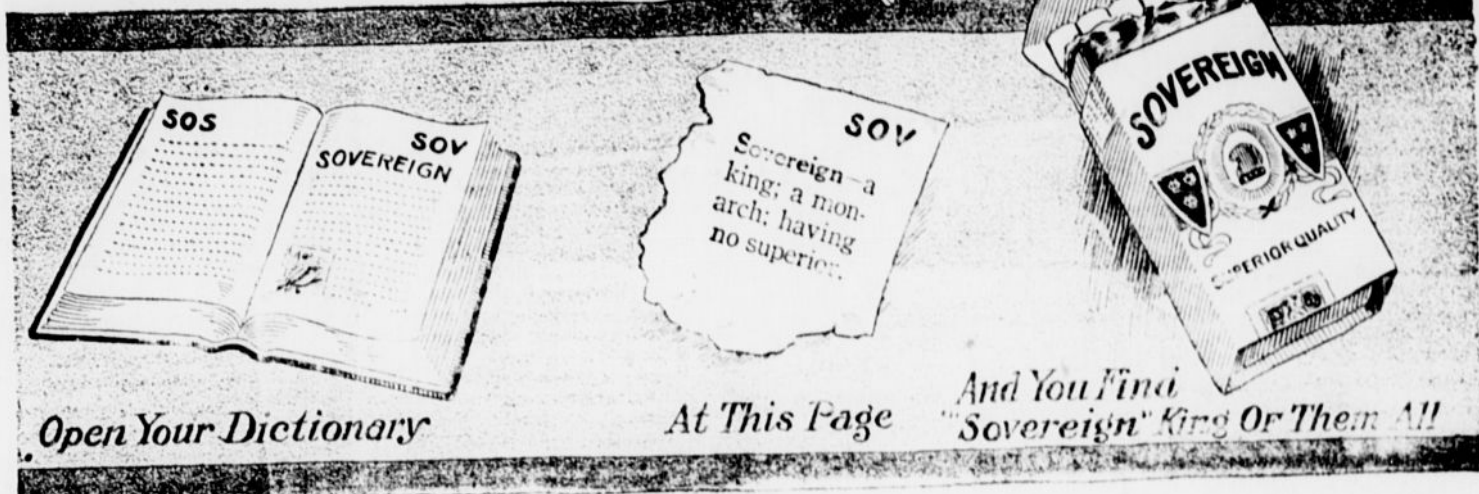 SOS
SOV
SOVEREIGN
Open Your Dictionary
SOV
Sovereign—a
king; a mon-
arch; having
no superior.
At This Page
SOVEREIGN
SUPERIOR QUALITY
And You Find
"Sovereign" King Of Them All